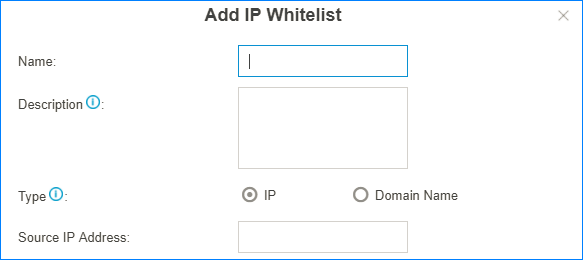 Add IP Whitelist
Name:
Description :
Type :
IP
Domain Name
Source IP Address: